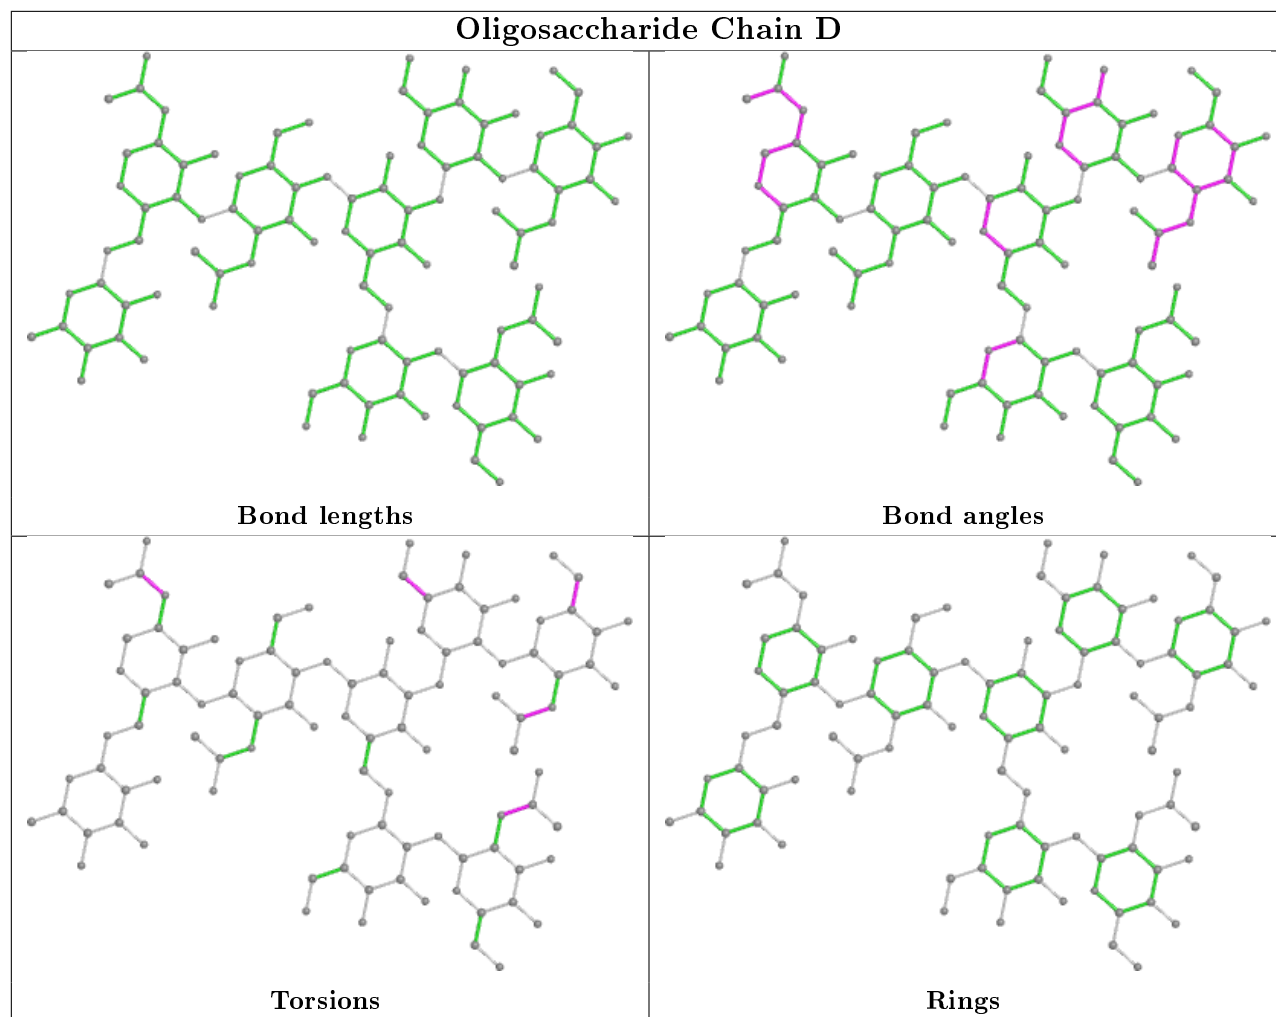 Oligosaccharide Chain D
Bond lengths
Bond angles
Torsions
Rings